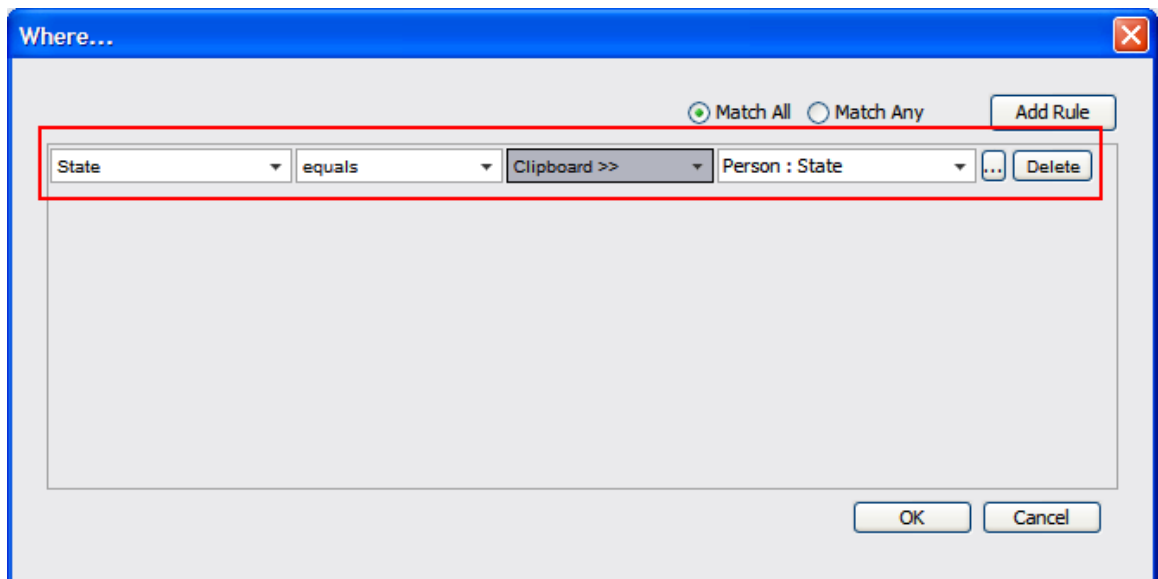 Where...
Match All Match Any Add Rule
State equals Clipboard >> Person : State ... Delete
OK Cancel